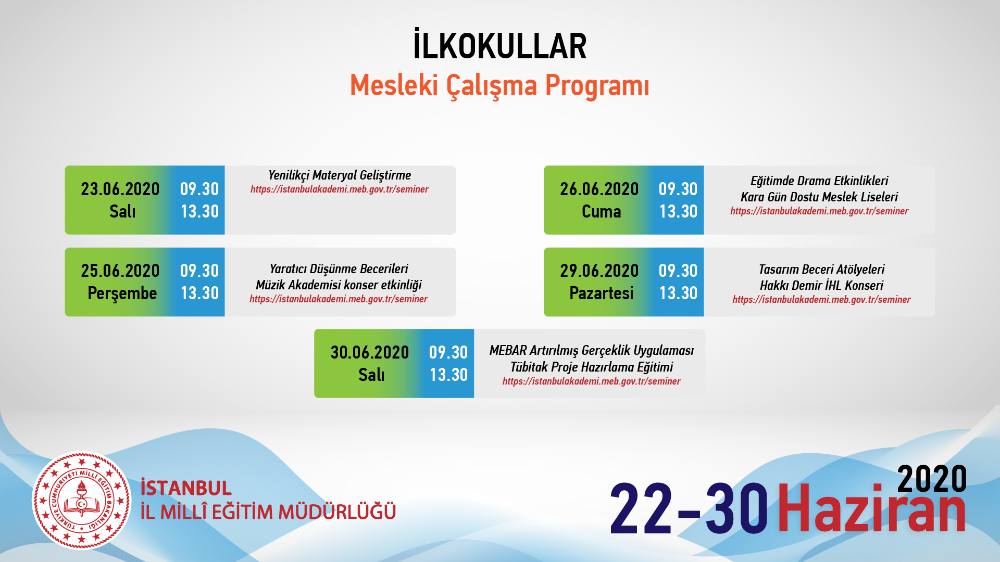 İLKOKULLAR
Mesleki Çalışma Programı
23.06.2020
Salı
09.30
13.30
Yenilikçi Materyal Geliştirme
https://istanbulakademi.meb.gov.tr/seminer
26.06.2020
Cuma
09.30
13.30
Eğitimde Drama Etkinlikleri
Kara Gün Dostu Meslek Liseleri
https://istanbulakademi.meb.gov.tr/seminer
25.06.2020
Perşembe
09.30
13.30
Yaratıcı Düşünme Becerileri
Müzik Akademisi konser etkinliği
https://istanbulakademi.meb.gov.tr/seminer
29.06.2020
Pazartesi
09.30
13.30
Tasarım Beceri Atölyeleri
Hakkı Demir İHL Konseri
https://istanbulakademi.meb.gov.tr/seminer
30.06.2020
Salı
09.30
13.30
MEBAR Artırılmış Gerçeklik Uygulaması
Tübitak Proje Hazırlama Eğitimi
https://istanbulakademi.meb.gov.tr/seminer
TÜRKİYE CUMHURİYETİ MİLLÎ EĞİTİM BAKANLIĞI
İSTANBUL
İL MİLLÎ EĞİTİM MÜDÜRLÜĞÜ
2020
22-30 Haziran